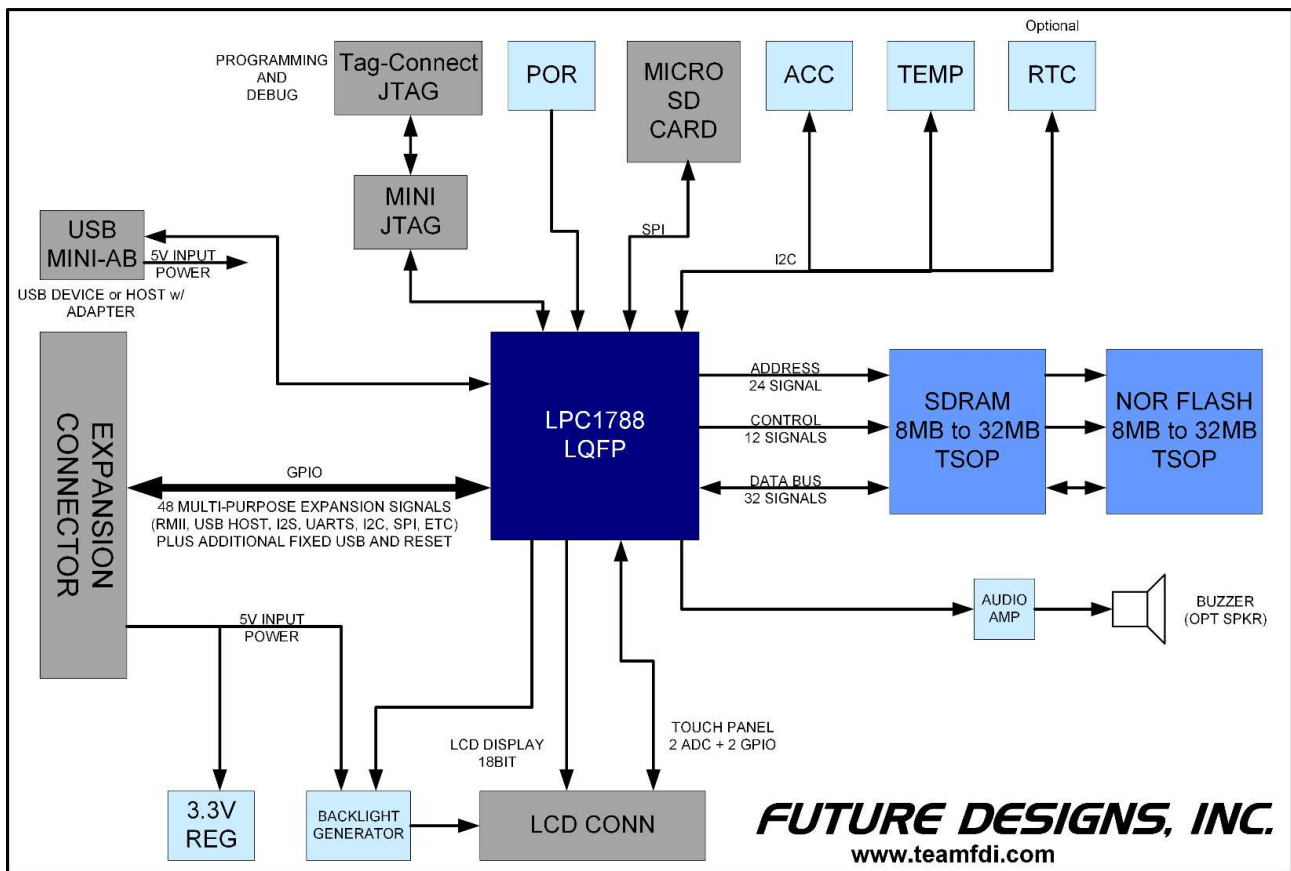 Optional
PROGRAMMING
AND
DEBUG
Tag-Connect
JTAG
POR
MICRO
SD
CARD
ACC
TEMP
RTC
MINI
JTAG
SPI
I2C
USB
MINI-AB
5V INPUT
POWER
USB DEVICE or HOST w/
ADAPTER
EXPANSION
CONNECTOR
GPIO
48 MULTI-PURPOSE EXPANSION SIGNALS
(RMII, USB HOST, I2S, UARTS, I2C, SPI, ETC)
PLUS ADDITIONAL FIXED USB AND RESET
LPC1788
LQFP
ADDRESS
24 SIGNAL
CONTROL
12 SIGNALS
DATA BUS
32 SIGNALS
SDRAM
8MB to 32MB
TSOP
NOR FLASH
8MB to 32MB
TSOP
5V INPUT
POWER
AUDIO
AMP
BUZZER
(OPT SPKR)
LCD DISPLAY
18BIT
TOUCH PANEL
2 ADC + 2 GPIO
3.3V
REG
BACKLIGHT
GENERATOR
LCD CONN
FUTURE DESIGNS, INC.
www.teamfdi.com